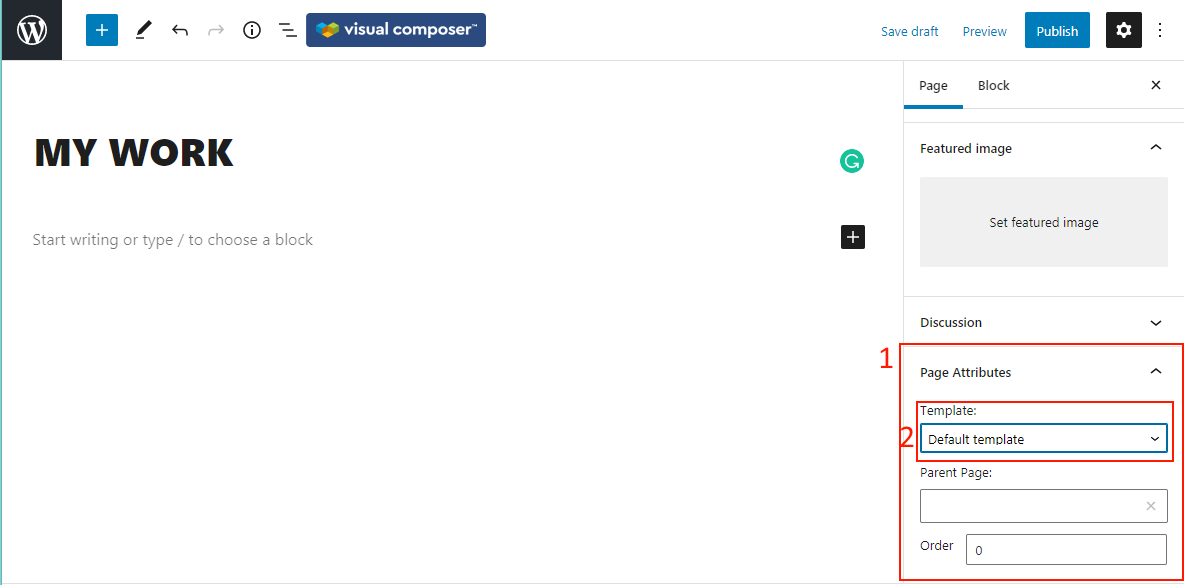 visual composer™
Save draft
Preview
Publish
Page
Block
MY WORK
Featured image
Set featured image
Start writing or type / to choose a block
Discussion
1
Page Attributes
Template:
2
Default template
Parent Page:
Order
0